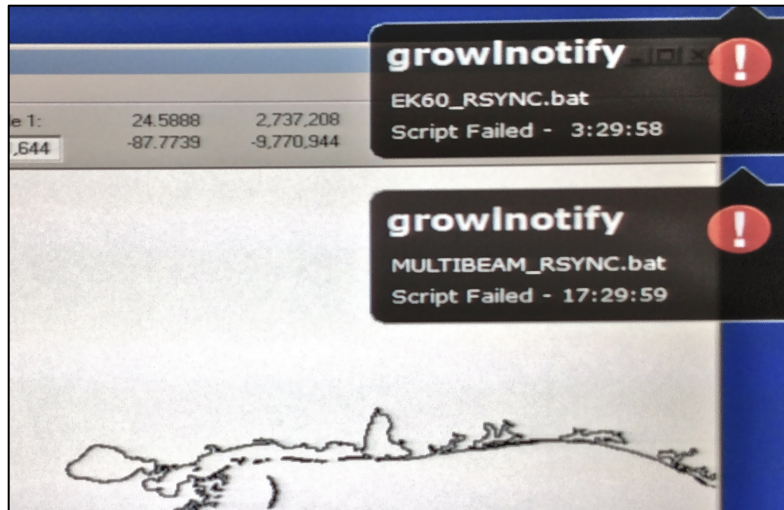 e 1: 24.5888 2,737,208
,644 -87.7739 -9,770,944
growlnotify
EK60_RSYNC.bat
Script Failed - 3:29:58
growlnotify
MULTIBEAM_RSYNC.bat
Script Failed - 17:29:59